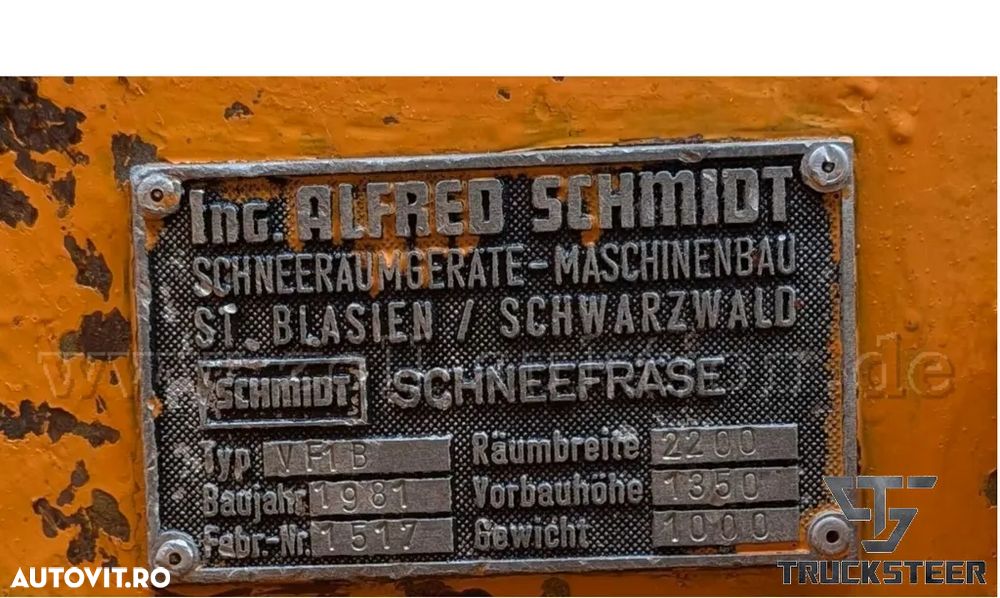 Ing. ALFRED SCHMIDT
SCHNEERÄUMGERÄTE-MASCHINENBAU
ST. BLASIEN / SCHWARZWALD
SCHMIDT SCHNEEFRÄSE
Typ VF1B Räumbreite 2200
Baujahr 1981 Vorbauhöhe 1350
Fabr-Nr. 1517 Gewicht 1000
TS
TRUCKSTEER
AUTOVIT.RO